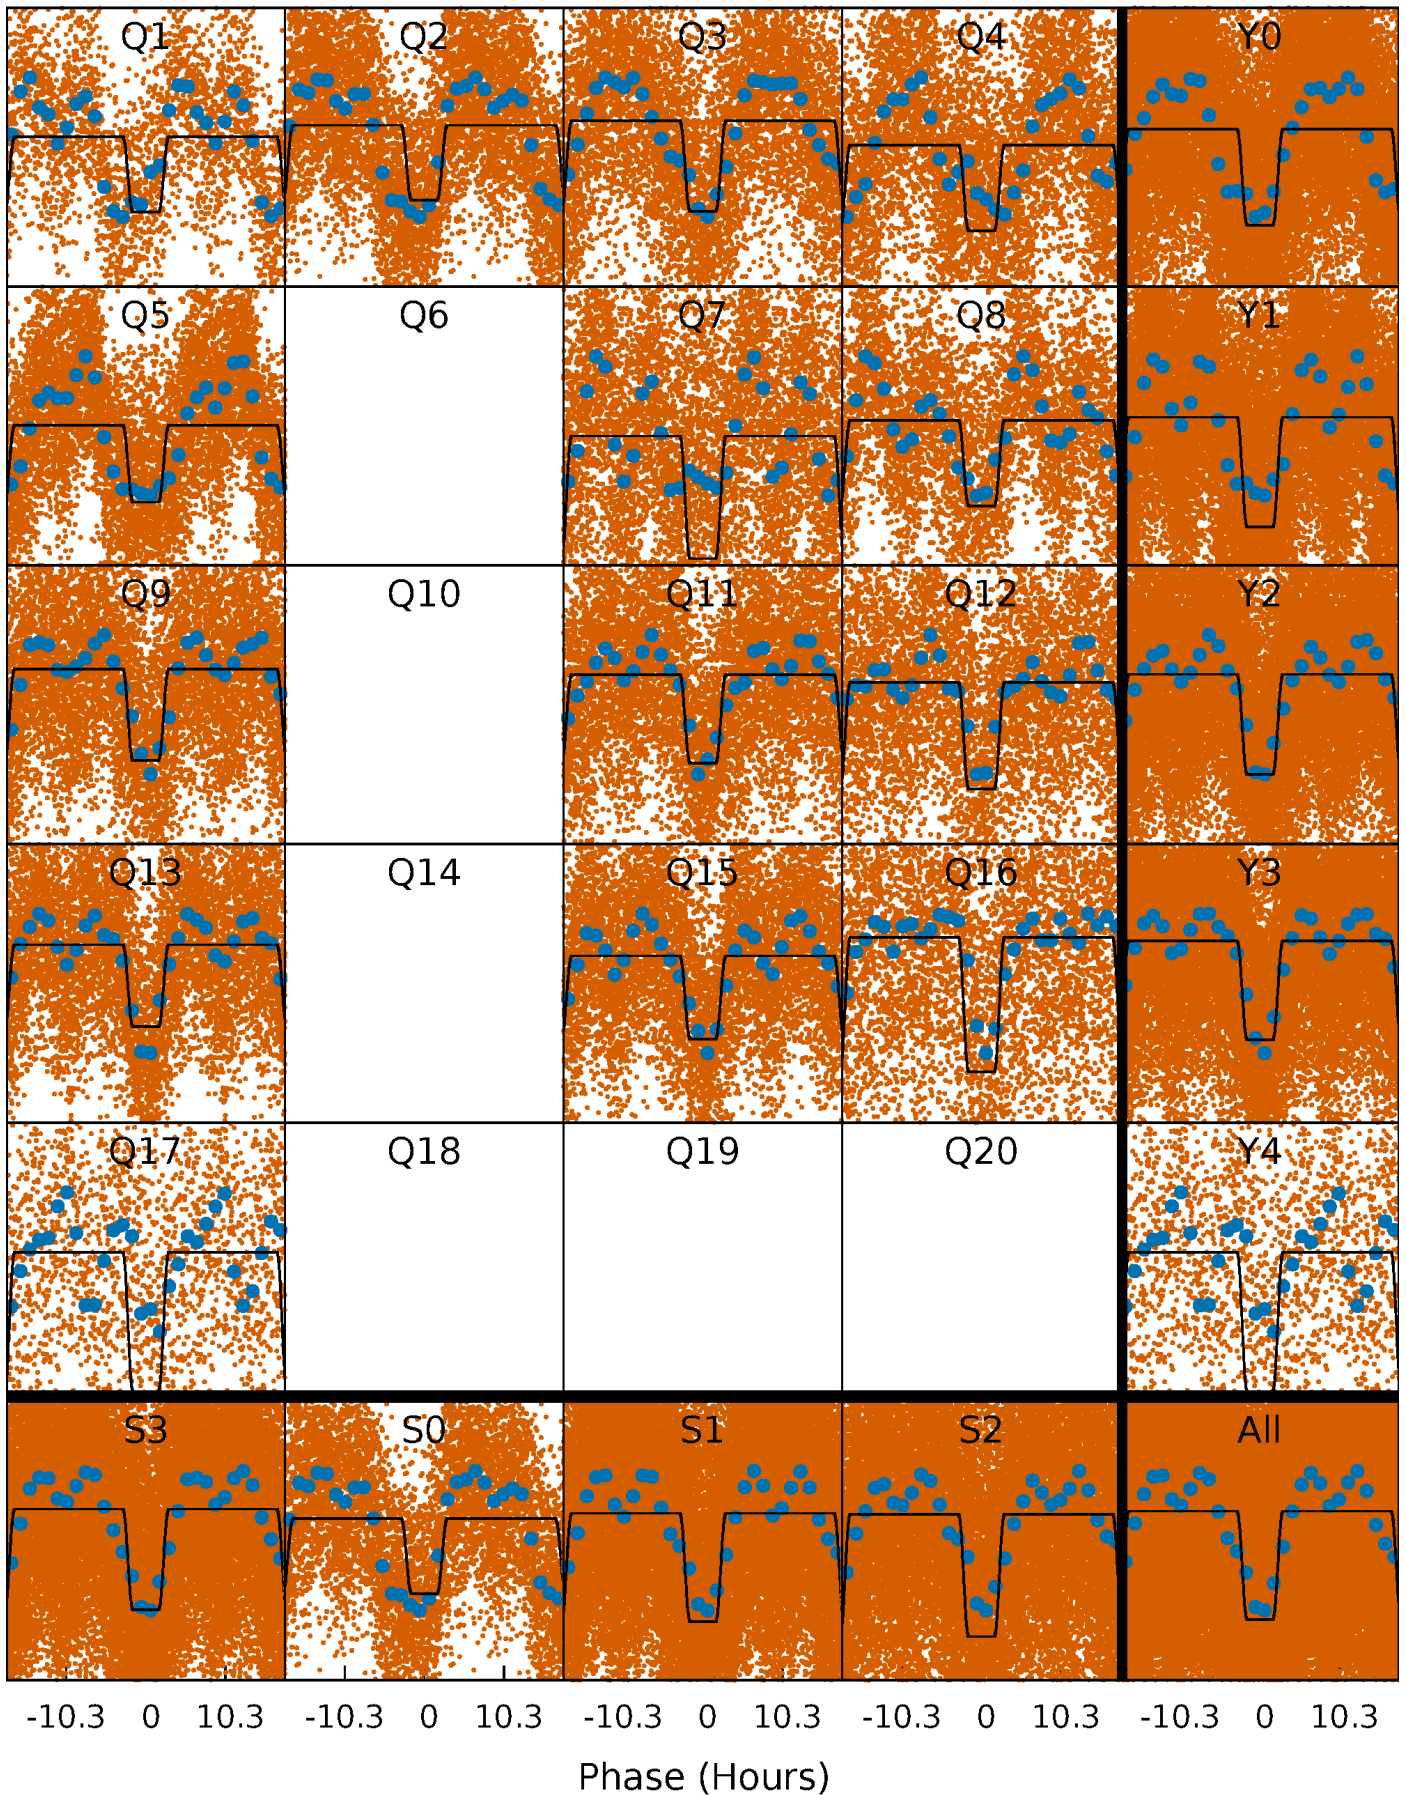 Q1 Q2 Q3 Q4 Y0
Q5 Q6 Q7 Q8 Y1
Q9 Q10 Q11 Q12 Y2
Q13 Q14 Q15 Q16 Y3
Q17 Q18 Q19 Q20 Y4
S3 S0 S1 S2 All
-10.3 0 10.3 -10.3 0 10.3 -10.3 0 10.3 -10.3 0 10.3 -10.3 0 10.3
Phase (Hours)